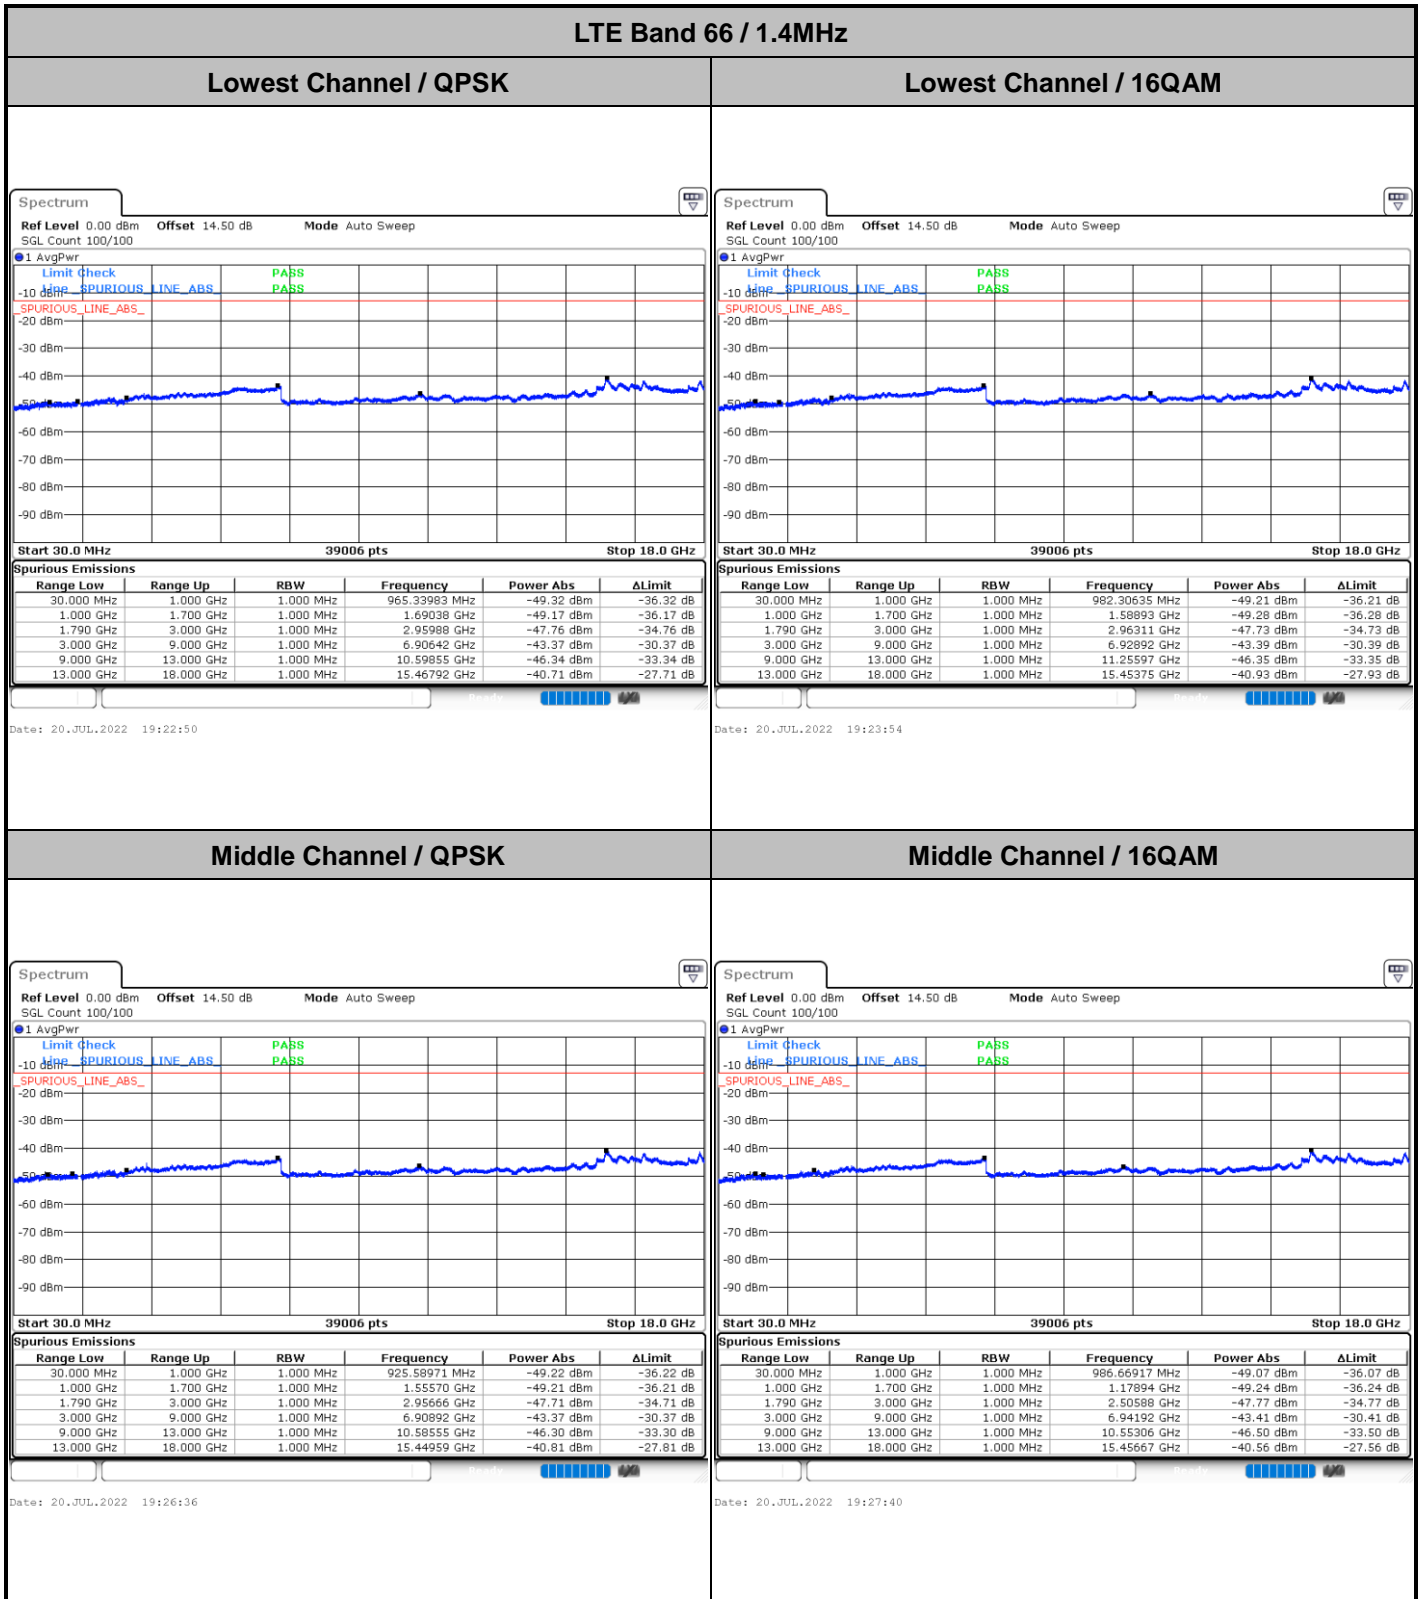 LTE Band 66 / 1.4MHz
Lowest Channel / QPSK
Lowest Channel / 16QAM
Spectrum
Ref Level 0.00 dBm Offset 14.50 dB Mode Auto Sweep
SGL Count 100/100
1 AvgPwr
Limit Check PASS
Line _SPURIOUS_LINE_ABS_ PASS
-10 dBm
_SPURIOUS_LINE_ABS_
-20 dBm
-30 dBm
-40 dBm
-50 dBm
-60 dBm
-70 dBm
-80 dBm
-90 dBm
Start 30.0 MHz 39006 pts Stop 18.0 GHz
Spurious Emissions
Range Low Range Up RBW Frequency Power Abs ΔLimit
30.000 MHz 1.000 GHz 1.000 MHz 965.33983 MHz -49.32 dBm -36.32 dB
1.000 GHz 1.700 GHz 1.000 MHz 1.69038 GHz -49.17 dBm -36.17 dB
1.790 GHz 3.000 GHz 1.000 MHz 2.95988 GHz -47.76 dBm -34.76 dB
3.000 GHz 9.000 GHz 1.000 MHz 6.90642 GHz -43.37 dBm -30.37 dB
9.000 GHz 13.000 GHz 1.000 MHz 10.59855 GHz -46.34 dBm -33.34 dB
13.000 GHz 18.000 GHz 1.000 MHz 15.46792 GHz -40.71 dBm -27.71 dB
Date: 20.JUL.2022 19:22:50
Spectrum
Ref Level 0.00 dBm Offset 14.50 dB Mode Auto Sweep
SGL Count 100/100
1 AvgPwr
Limit Check PASS
Line _SPURIOUS_LINE_ABS_ PASS
-10 dBm
_SPURIOUS_LINE_ABS_
-20 dBm
-30 dBm
-40 dBm
-50 dBm
-60 dBm
-70 dBm
-80 dBm
-90 dBm
Start 30.0 MHz 39006 pts Stop 18.0 GHz
Spurious Emissions
Range Low Range Up RBW Frequency Power Abs ΔLimit
30.000 MHz 1.000 GHz 1.000 MHz 982.30635 MHz -49.21 dBm -36.21 dB
1.000 GHz 1.700 GHz 1.000 MHz 1.58893 GHz -49.28 dBm -36.28 dB
1.790 GHz 3.000 GHz 1.000 MHz 2.96311 GHz -47.73 dBm -34.73 dB
3.000 GHz 9.000 GHz 1.000 MHz 6.92892 GHz -43.39 dBm -30.39 dB
9.000 GHz 13.000 GHz 1.000 MHz 11.25597 GHz -46.35 dBm -33.35 dB
13.000 GHz 18.000 GHz 1.000 MHz 15.45375 GHz -40.93 dBm -27.93 dB
Date: 20.JUL.2022 19:23:54
Middle Channel / QPSK
Middle Channel / 16QAM
Spectrum
Ref Level 0.00 dBm Offset 14.50 dB Mode Auto Sweep
SGL Count 100/100
1 AvgPwr
Limit Check PASS
Line _SPURIOUS_LINE_ABS_ PASS
-10 dBm
_SPURIOUS_LINE_ABS_
-20 dBm
-30 dBm
-40 dBm
-50 dBm
-60 dBm
-70 dBm
-80 dBm
-90 dBm
Start 30.0 MHz 39006 pts Stop 18.0 GHz
Spurious Emissions
Range Low Range Up RBW Frequency Power Abs ΔLimit
30.000 MHz 1.000 GHz 1.000 MHz 925.58971 MHz -49.22 dBm -36.22 dB
1.000 GHz 1.700 GHz 1.000 MHz 1.55570 GHz -49.21 dBm -36.21 dB
1.790 GHz 3.000 GHz 1.000 MHz 2.95666 GHz -47.71 dBm -34.71 dB
3.000 GHz 9.000 GHz 1.000 MHz 6.90892 GHz -43.37 dBm -30.37 dB
9.000 GHz 13.000 GHz 1.000 MHz 10.58555 GHz -46.30 dBm -33.30 dB
13.000 GHz 18.000 GHz 1.000 MHz 15.44959 GHz -40.81 dBm -27.81 dB
Date: 20.JUL.2022 19:26:36
Spectrum
Ref Level 0.00 dBm Offset 14.50 dB Mode Auto Sweep
SGL Count 100/100
1 AvgPwr
Limit Check PASS
Line _SPURIOUS_LINE_ABS_ PASS
-10 dBm
_SPURIOUS_LINE_ABS_
-20 dBm
-30 dBm
-40 dBm
-50 dBm
-60 dBm
-70 dBm
-80 dBm
-90 dBm
Start 30.0 MHz 39006 pts Stop 18.0 GHz
Spurious Emissions
Range Low Range Up RBW Frequency Power Abs ΔLimit
30.000 MHz 1.000 GHz 1.000 MHz 986.66917 MHz -49.07 dBm -36.07 dB
1.000 GHz 1.700 GHz 1.000 MHz 1.17894 GHz -49.24 dBm -36.24 dB
1.790 GHz 3.000 GHz 1.000 MHz 2.50588 GHz -47.77 dBm -34.77 dB
3.000 GHz 9.000 GHz 1.000 MHz 6.94192 GHz -43.41 dBm -30.41 dB
9.000 GHz 13.000 GHz 1.000 MHz 10.55306 GHz -46.50 dBm -33.50 dB
13.000 GHz 18.000 GHz 1.000 MHz 15.45667 GHz -40.56 dBm -27.56 dB
Date: 20.JUL.2022 19:27:40